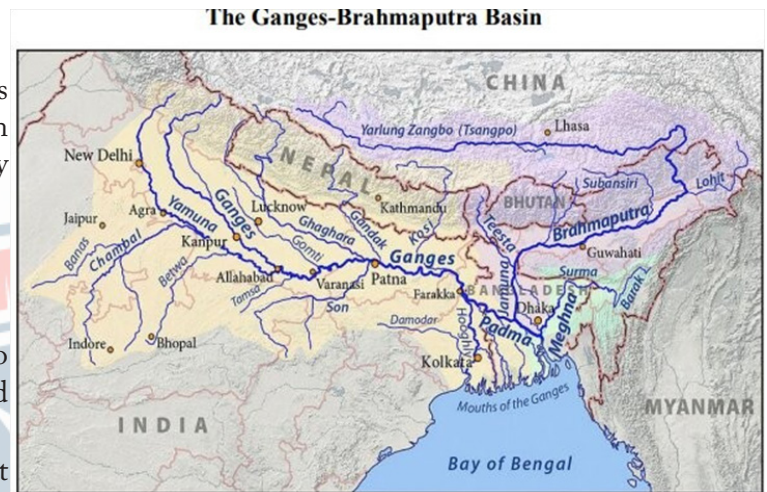 The Ganges-Brahmaputra Basin
s
n
y
o
d
t
CHINA
Yarlung Zangbo (Tsangpo)
Lhasa
New Delhi
NEPAL
Subansiri
Lohit
BHUTAN
Agra
Yamuna
Ganges
Lucknow
Kathmandu
Brahmaputra
Jaipur
Ghaghara
Gandak
Kosi
Teesta
Guwahati
Kanpur
Gomti
Banas
Chambal
Betwa
Ganges
Surma
Allahabad
Varanasi
Patna
Farakka
BANGLADESH
Jamuna
Barak
Tamsa
Son
Dhaka
Meghna
Damodar
Hooghly
Padma
Indore
Bhopal
Kolkata
Mouths of the Ganges
MYANMAR
INDIA
Bay of Bengal